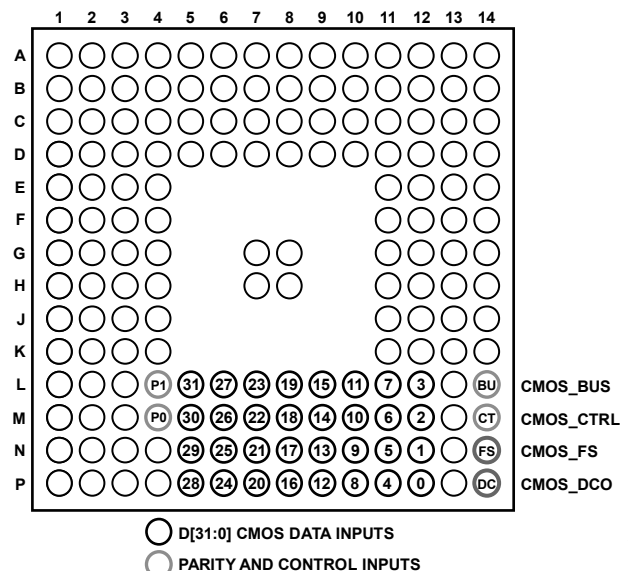 1 2 3 4 5 6 7 8 9 10 11 12 13 14
A
B
C
D
E
F
G
H
J
K
L P1 31 27 23 19 15 11 7 3 BU CMOS_BUS
M P0 30 26 22 18 14 10 6 2 CT CMOS_CTRL
N 29 25 21 17 13 9 5 1 FS CMOS_FS
P 28 24 20 16 12 8 4 0 DC CMOS_DCO
D[31:0] CMOS DATA INPUTS
PARITY AND CONTROL INPUTS